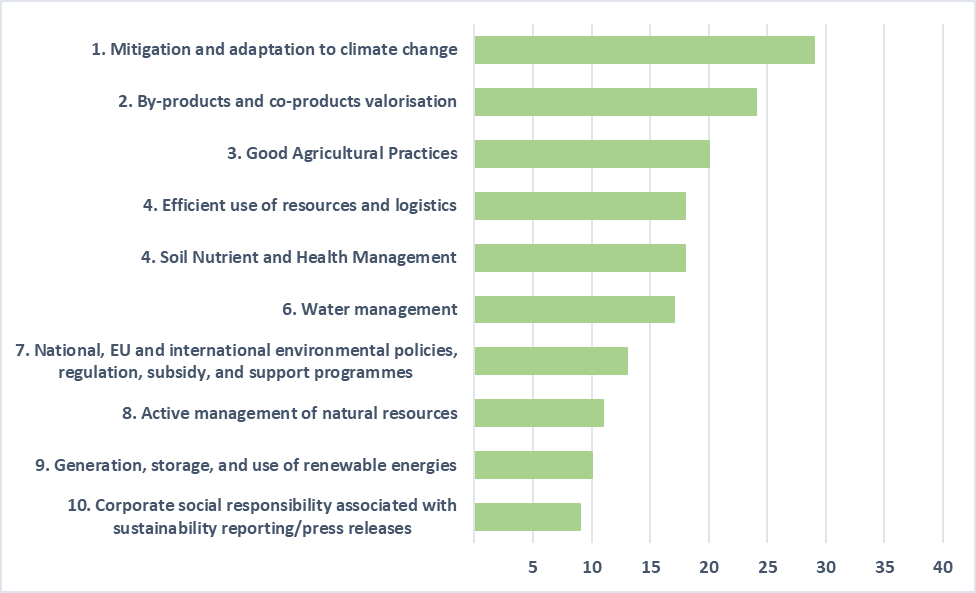 1. Mitigation and adaptation to climate change
2. By-products and co-products valorisation
3. Good Agricultural Practices
4. Efficient use of resources and logistics
4. Soil Nutrient and Health Management
6. Water management
7. National, EU and international environmental policies,
regulation, subsidy, and support programmes
8. Active management of natural resources
9. Generation, storage, and use of renewable energies
10. Corporate social responsibility associated with
sustainability reporting/press releases
5 10 15 20 25 30 35 40